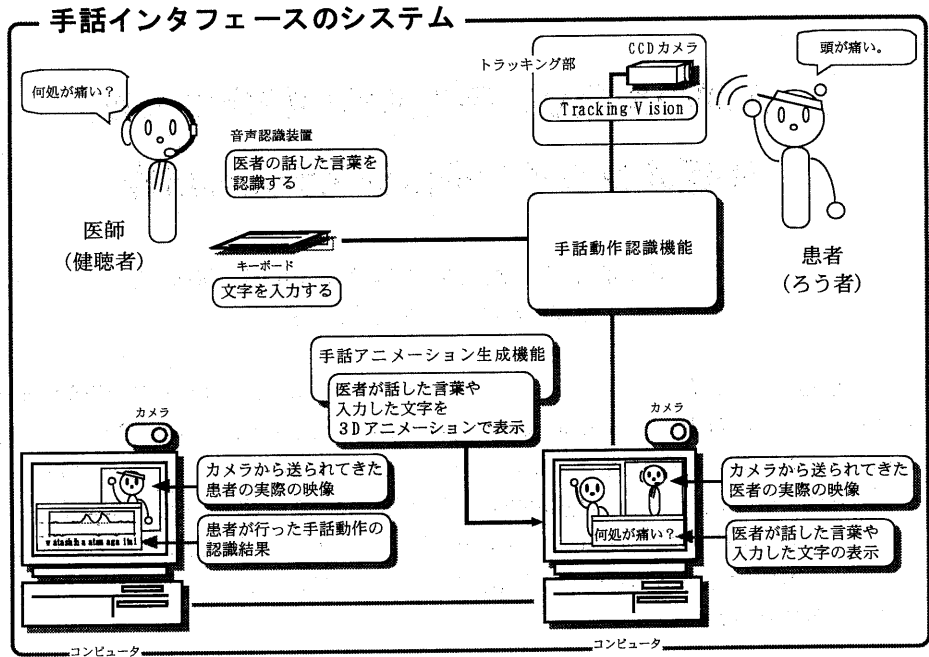 手話インタフェースのシステム
何処が痛い？
医師
(健聴者)
音声認識装置
医者の話した言葉を
認識する
キーボード
文字を入力する
トラッキング部
CCDカメラ
Tracking Vision
頭が痛い。
患者
(ろう者)
手話動作認識機能
手話アニメーション生成機能
医者が話した言葉や
入力した文字を
3Dアニメーションで表示
カメラ
カメラから送られてきた
患者の実際の映像
患者が行った手話動作の
認識結果
コンピュータ
カメラ
何処が痛い？
カメラから送られてきた
医者の実際の映像
医者が話した言葉や
入力した文字の表示
コンピュータ